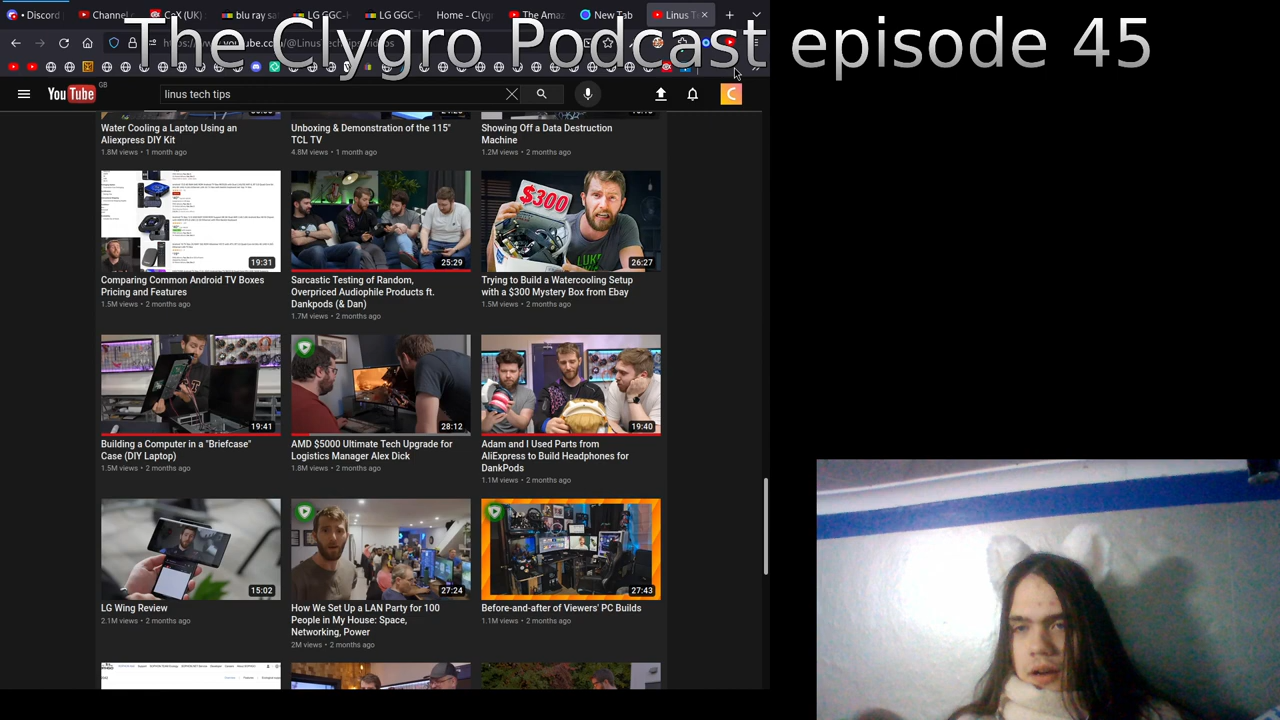 The Clygro Podcast episode 45
Discord
CeX (UK)
blu ray sa
LG GGC-H
LG GGC-
Home - Clygr
The Amaz
New Tab
Linus T
YouTube GB
linus tech tips
Water Cooling a Laptop Using an
Aliexpress DIY Kit
1.8M views • 1 month ago
Unboxing & Demonstration of the 115"
TCL TV
4.8M views • 1 month ago
Showing Off a Data Destruction
Machine
1.2M views • 2 months ago
19:31
Comparing Common Android TV Boxes
Pricing and Features
1.5M views • 2 months ago
25:29
Sarcastic Testing of Random,
Overpriced Audiophile Products ft.
Dankpods (& Dan)
1.7M views • 2 months ago
$300
26:27
Trying to Build a Watercooling Setup
with a $300 Mystery Box from Ebay
1.5M views • 2 months ago
19:41
Building a Computer in a "Briefcase"
Case (DIY Laptop)
1.5M views • 2 months ago
28:12
AMD $5000 Ultimate Tech Upgrade for
Logistics Manager Alex Dick
1.8M views • 2 months ago
19:40
Adam and I Used Parts from
AliExpress to Build Headphones for
DankPods
1.1M views • 2 months ago
15:02
LG Wing Review
2.1M views • 2 months ago
27:24
How We Set Up a LAN Party for 100
People in My House: Space,
Networking, Power
2M views • 2 months ago
27:43
Before-and-after of Viewers' PC Builds
1.1M views • 2 months ago